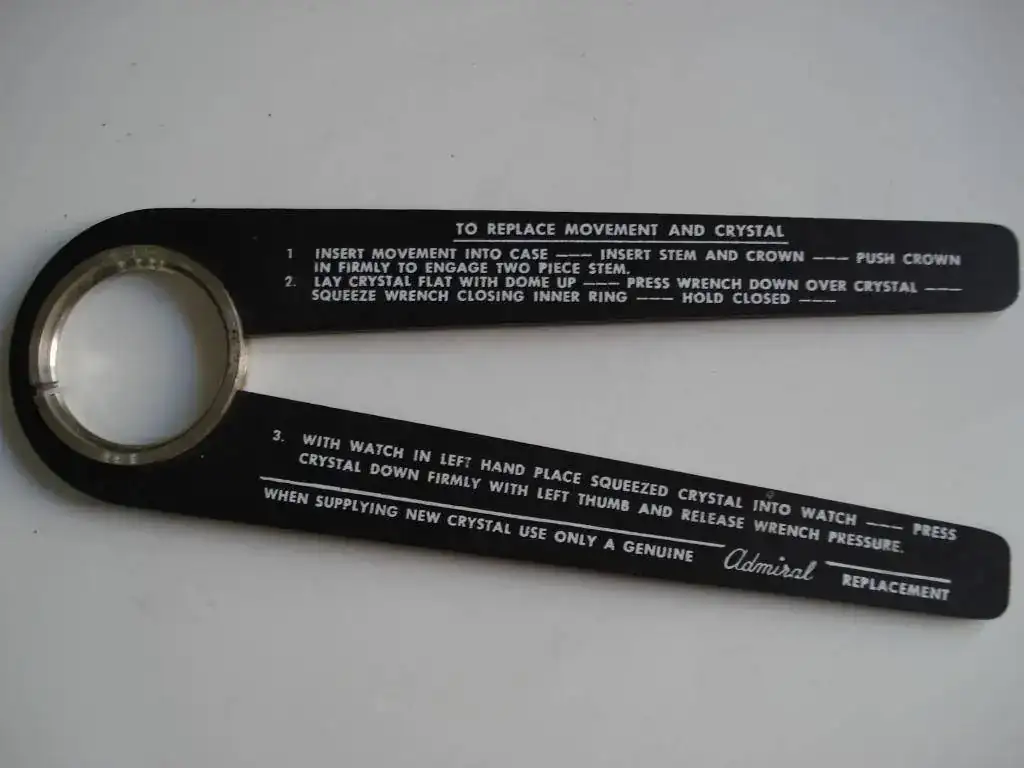 TO REPLACE MOVEMENT AND CRYSTAL
1 INSERT MOVEMENT INTO CASE ——— INSERT STEM AND CROWN ——— PUSH CROWN
IN FIRMLY TO ENGAGE TWO PIECE STEM.
2. LAY CRYSTAL FLAT WITH DOME UP ——— PRESS WRENCH DOWN OVER CRYSTAL ———
SQUEEZE WRENCH CLOSING INNER RING ——— HOLD CLOSED ———
3. WITH WATCH IN LEFT HAND PLACE SQUEEZED CRYSTAL INTO WATCH ——— PRESS
CRYSTAL DOWN FIRMLY WITH LEFT THUMB AND RELEASE WRENCH PRESSURE.
WHEN SUPPLYING NEW CRYSTAL USE ONLY A GENUINE Admiral REPLACEMENT